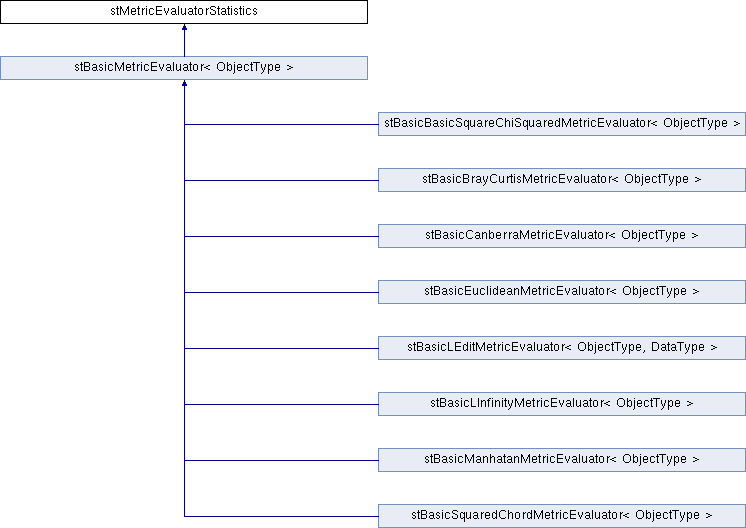 stMetricEvaluatorStatistics
stBasicMetricEvaluator< ObjectType >
stBasicBasicSquareChiSquaredMetricEvaluator< ObjectType >
stBasicBrayCurtisMetricEvaluator< ObjectType >
stBasicCanberraMetricEvaluator< ObjectType >
stBasicEuclideanMetricEvaluator< ObjectType >
stBasicLEditMetricEvaluator< ObjectType, DataType >
stBasicLInfinityMetricEvaluator< ObjectType >
stBasicManhatanMetricEvaluator< ObjectType >
stBasicSquaredChordMetricEvaluator< ObjectType >